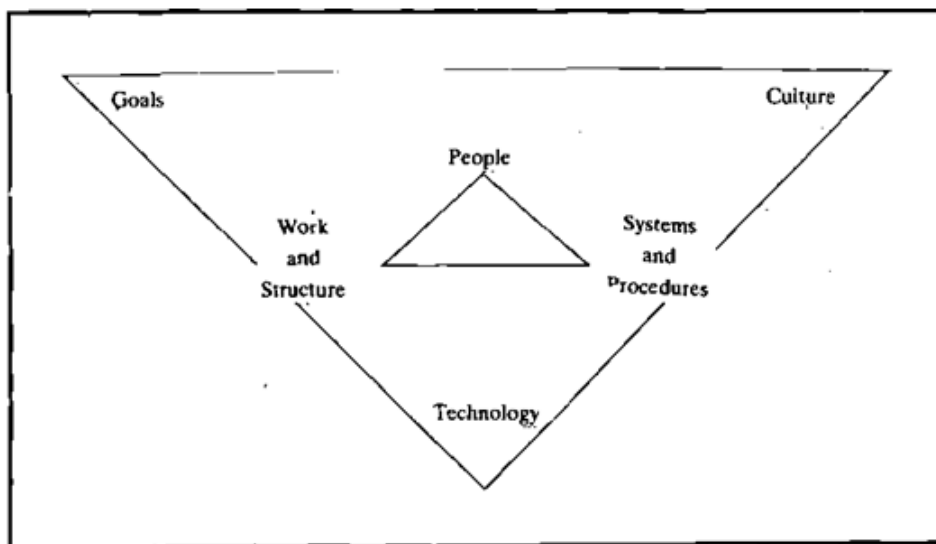 Goals
Culture
People
Work
and
Structure
Systems
and
Procedures
Technology